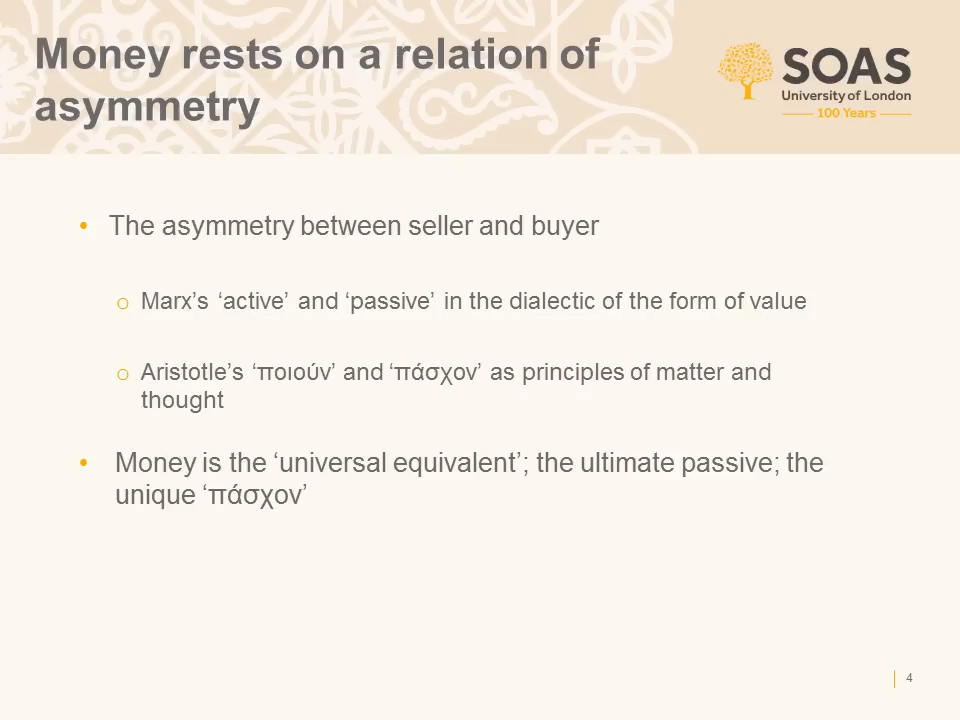 Money rests on a relation of
asymmetry
SOAS
University of London
100 Years
• The asymmetry between seller and buyer
o Marx’s ‘active’ and ‘passive’ in the dialectic of the form of value
o Aristotle’s ‘ποιούν’ and ‘πάσχον’ as principles of matter and
thought
• Money is the ‘universal equivalent’; the ultimate passive; the
unique ‘πάσχον’
4